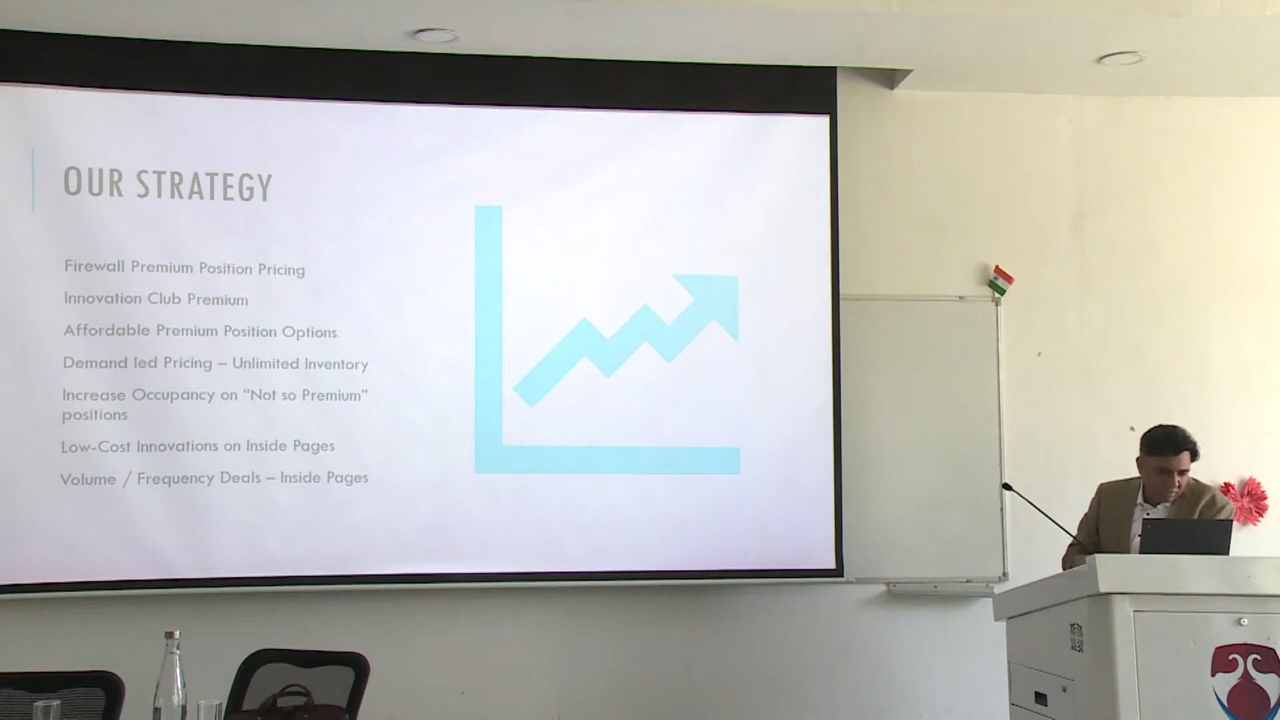 OUR STRATEGY
Firewall Premium Position Pricing
Innovation Club Premium
Affordable Premium Position Options
Demand led Pricing – Unlimited Inventory
Increase Occupancy on "Not so Premium"
positions
Low-Cost Innovations on Inside Pages
Volume / Frequency Deals – Inside Pages